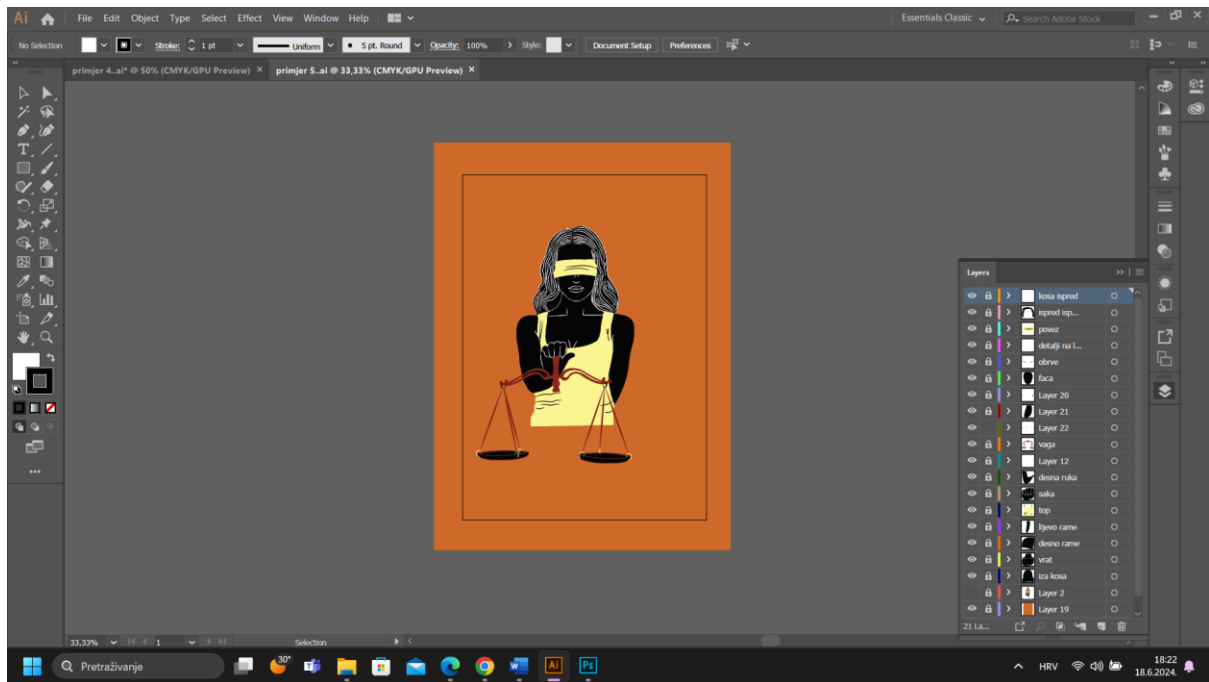 Ai File Edit Object Type Select Effect View Window Help Essentials Classic Search Adobe Stock
No Selection Stroke: 1 pt Uniform 5 pt. Round Opacity: 100% Style: Document Setup Preferences
primjer 4..ai* @ 50% (CMYK/GPU Preview) × primjer 5..ai @ 33,33% (CMYK/GPU Preview) ×
Layers
kosa ispred
ispred isp...
povez
detalji na l...
obrve
faca
Layer 20
Layer 21
Layer 22
vaga
Layer 12
desna ruka
saka
top
lijevo rame
desno rame
vrat
iza kosa
Layer 2
Layer 19
21 La...
33,33% 1 Selection
Pretraživanje 30° Ai Ps HRV 18:22
18.6.2024.